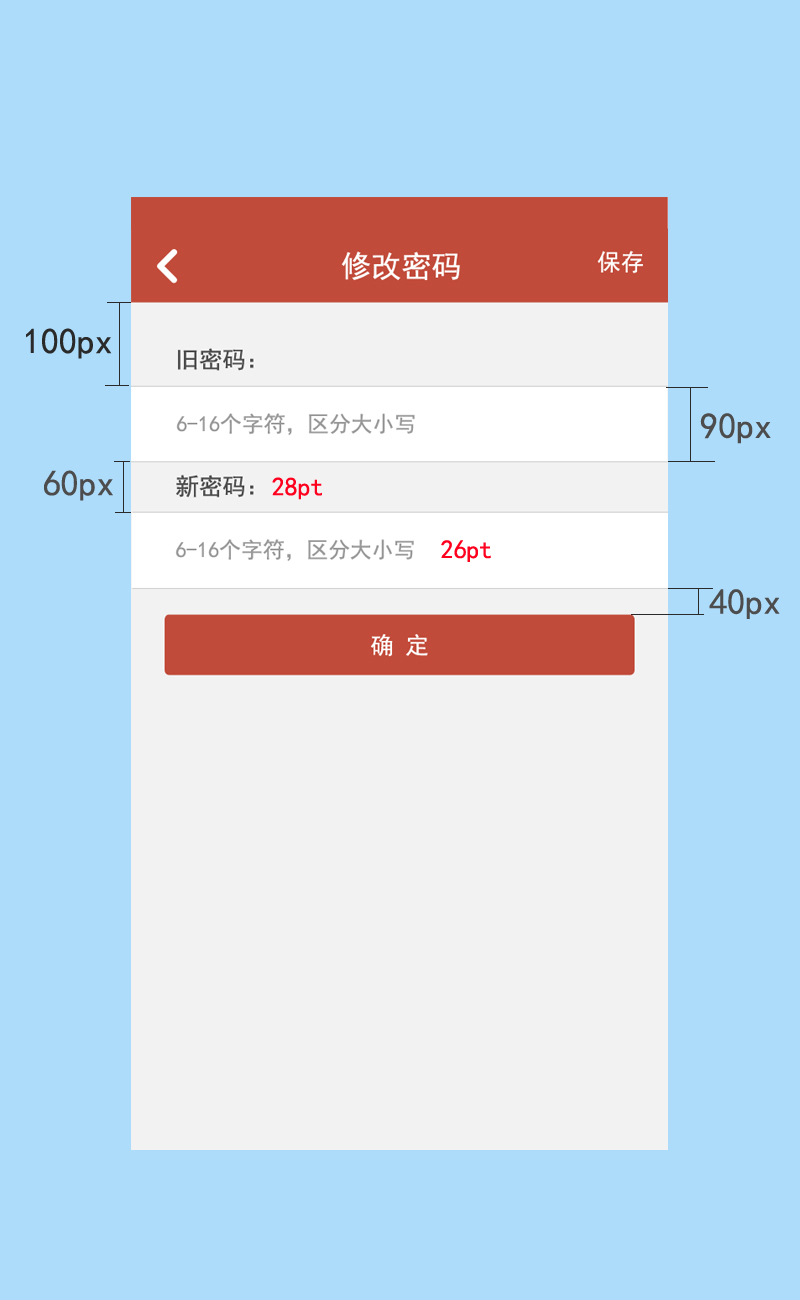 修改密码 保存
100px
旧密码：
6-16个字符，区分大小写 90px
60px 新密码：28pt
6-16个字符，区分大小写 26pt
40px
确 定